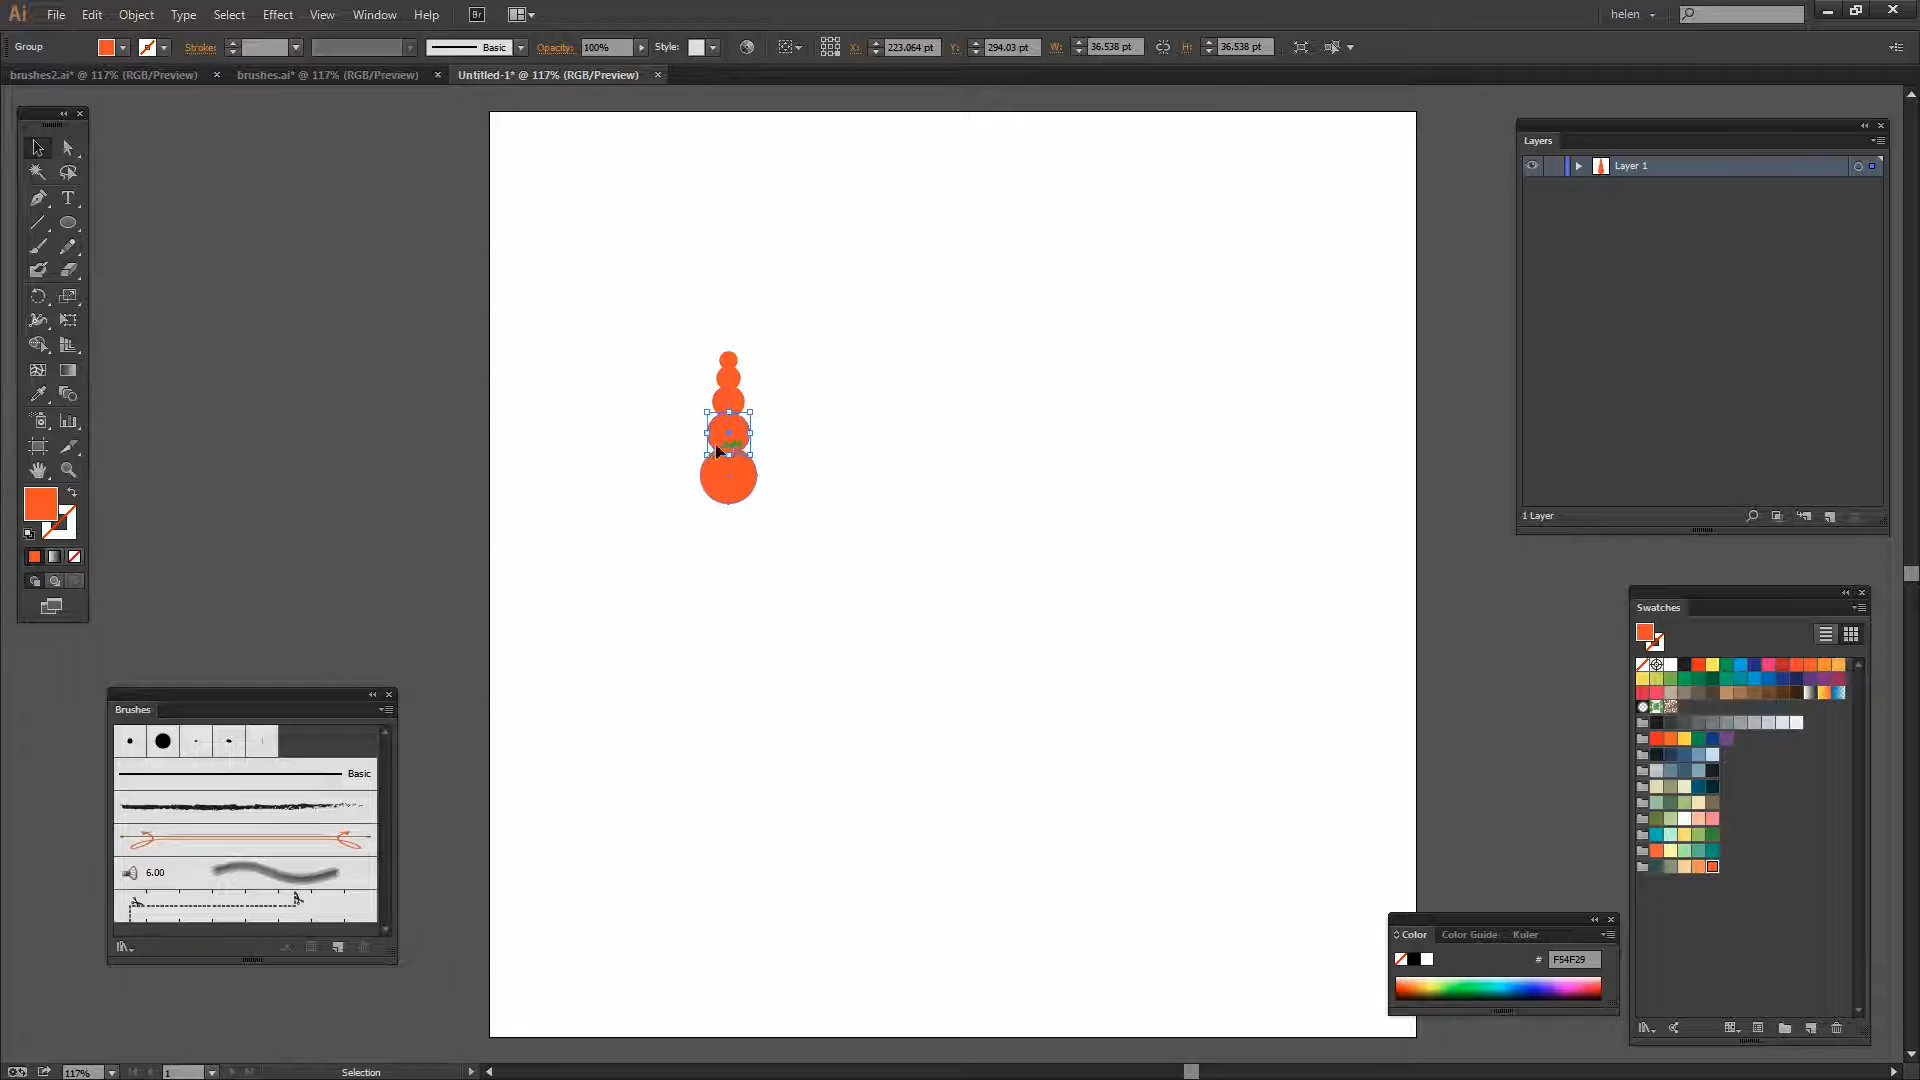 Ai File Edit Object Type Select Effect View Window Help Br helen
Group Stroke: Basic Opacity: 100% Style: X: 223.064 pt Y: 294.03 pt W: 36.538 pt H: 36.538 pt
brushes2.ai* @ 117% (RGB/Preview) brushes.ai* @ 117% (RGB/Preview) Untitled-1* @ 117% (RGB/Preview)
Layers
Layer 1
1 Layer
Swatches
Brushes
Basic
6.00
Color Color Guide Kuler
# F54F29
117% 1 Selection